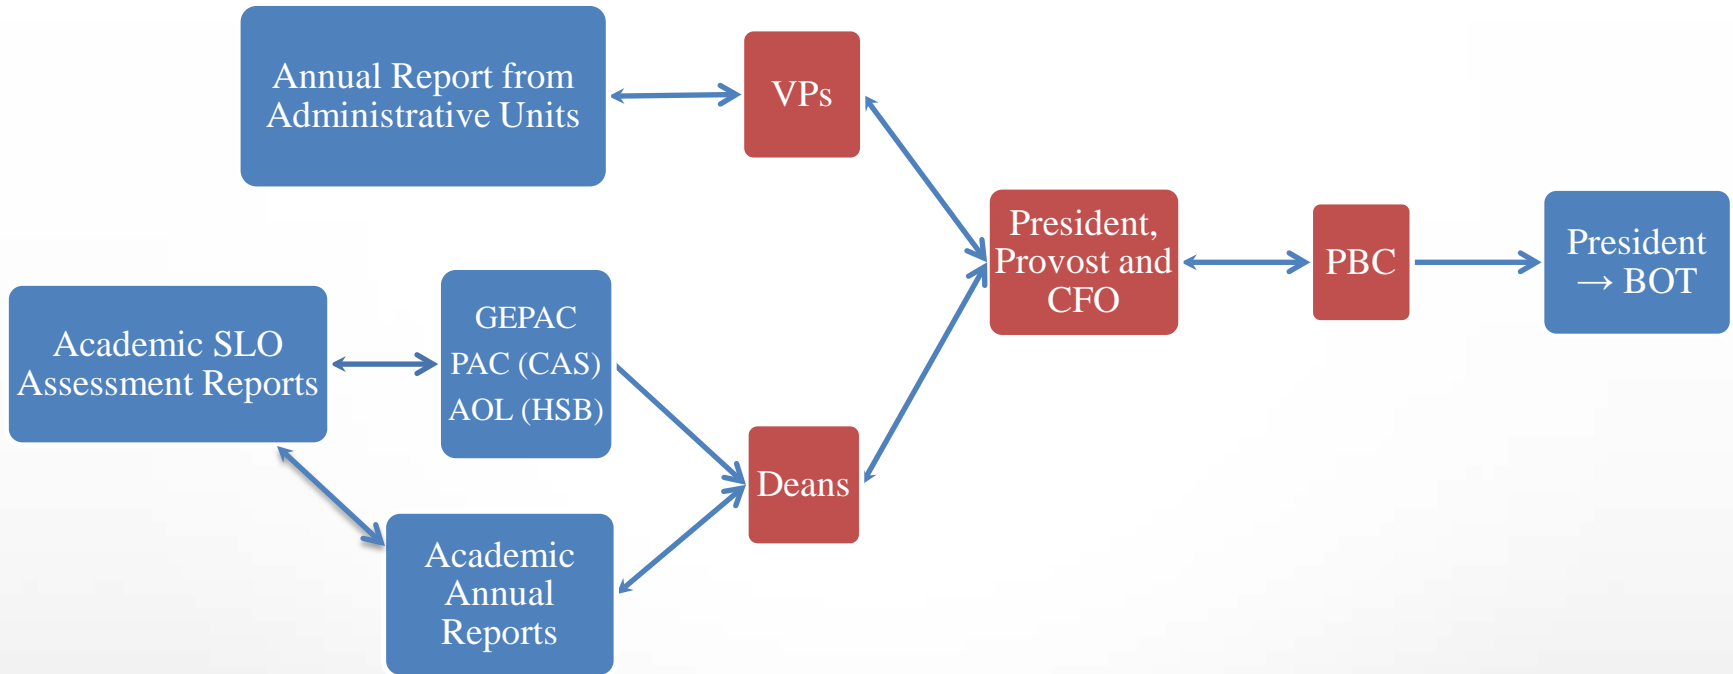 Annual Report from
Administrative Units
VPs
President,
Provost and
CFO
PBC
President
→ BOT
GEPAC
PAC (CAS)
AOL (HSB)
Academic SLO
Assessment Reports
Deans
Academic
Annual
Reports